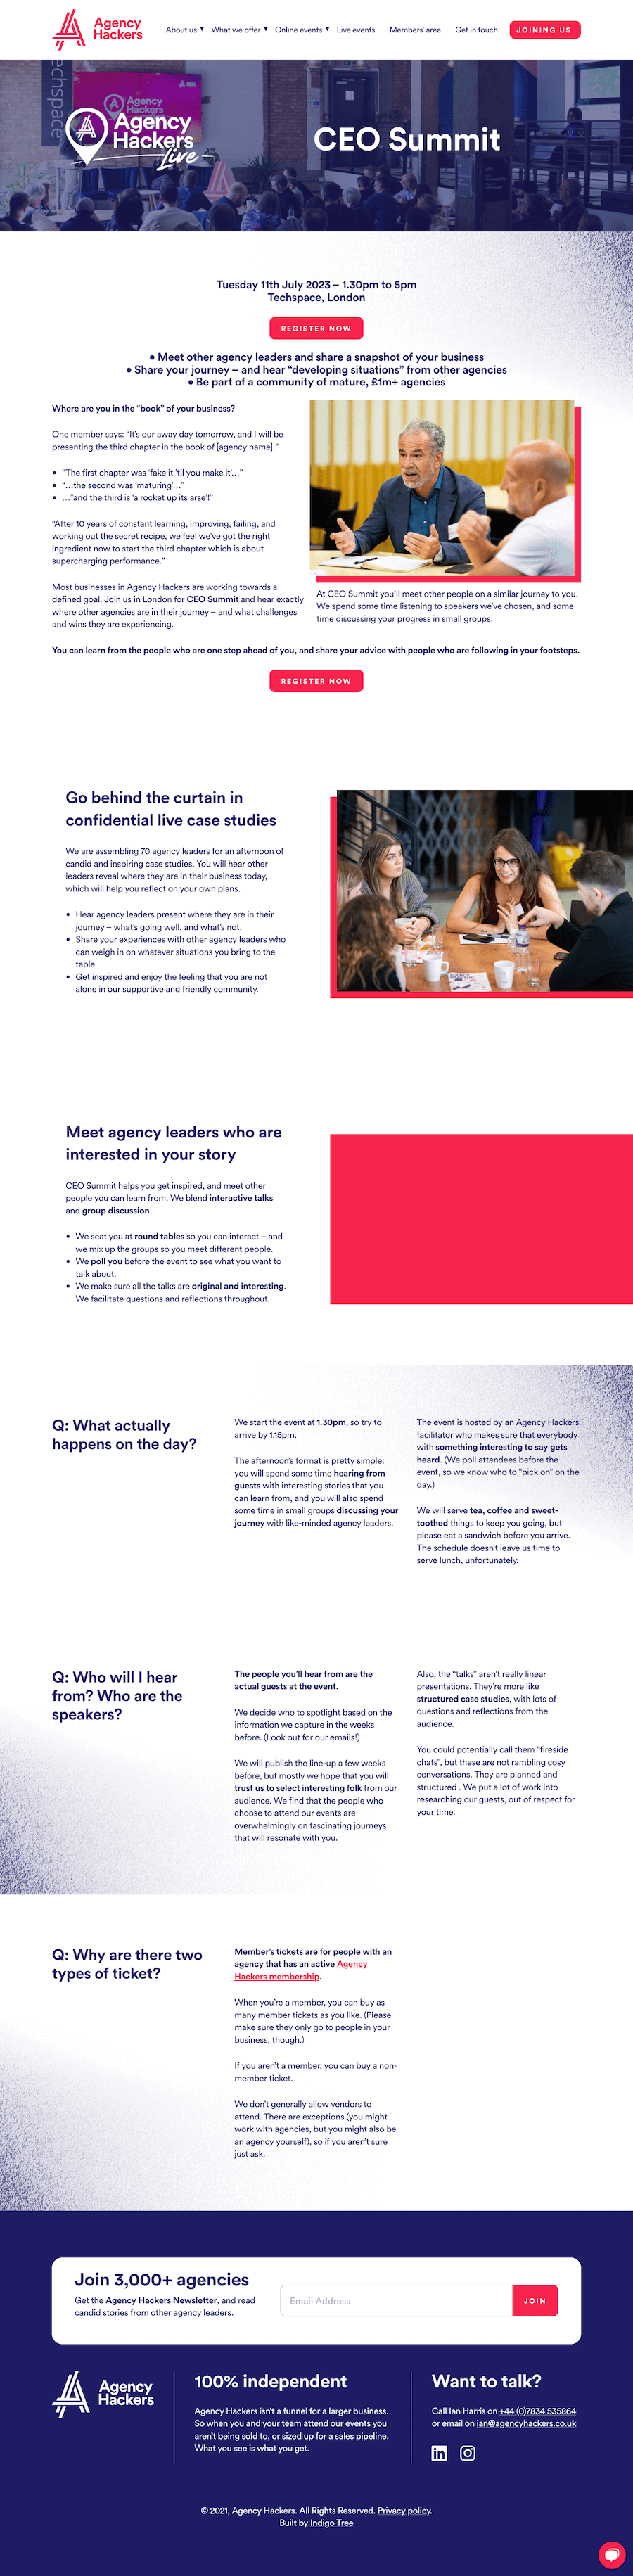 Agency
Hackers
About us ▼ What we offer ▼ Online events ▼ Live events Members' area Get in touch JOINING US
echspace
Agency
Hackers
Agency
Hackers
Live
CEO Summit
Tuesday 11th July 2023 – 1.30pm to 5pm
Techspace, London
REGISTER NOW
• Meet other agency leaders and share a snapshot of your business
• Share your journey – and hear “developing situations” from other agencies
• Be part of a community of mature, £1m+ agencies
Where are you in the “book” of your business?
One member says: “It’s our away day tomorrow, and I will be
presenting the third chapter in the book of [agency name].”
• “The first chapter was ‘fake it ’til you make it’…”
• “…the second was ‘maturing’…”
• …”and the third is ‘a rocket up its arse’!”
“After 10 years of constant learning, improving, failing, and
working out the secret recipe, we feel we’ve got the right
ingredient now to start the third chapter which is about
supercharging performance.”
Most businesses in Agency Hackers are working towards a
defined goal. Join us in London for CEO Summit and hear exactly
where other agencies are in their journey – and what challenges
and wins they are experiencing.
At CEO Summit you’ll meet other people on a similar journey to you.
We spend some time listening to speakers we’ve chosen, and some
time discussing your progress in small groups.
You can learn from the people who are one step ahead of you, and share your advice with people who are following in your footsteps.
REGISTER NOW
Go behind the curtain in
confidential live case studies
We are assembling 70 agency leaders for an afternoon of
candid and inspiring case studies. You will hear other
leaders reveal where they are in their business today,
which will help you reflect on your own plans.
• Hear agency leaders present where they are in their
journey – what’s going well, and what’s not.
• Share your experiences with other agency leaders who
can weigh in on whatever situations you bring to the
table
• Get inspired and enjoy the feeling that you are not
alone in our supportive and friendly community.
Meet agency leaders who are
interested in your story
CEO Summit helps you get inspired, and meet other
people you can learn from. We blend interactive talks
and group discussion.
• We seat you at round tables so you can interact – and
we mix up the groups so you meet different people.
• We poll you before the event to see what you want to
talk about.
• We make sure all the talks are original and interesting.
We facilitate questions and reflections throughout.
Q: What actually
happens on the day?
We start the event at 1.30pm, so try to
arrive by 1.15pm.
The afternoon’s format is pretty simple:
you will spend some time hearing from
guests with interesting stories that you
can learn from, and you will also spend
some time in small groups discussing your
journey with like-minded agency leaders.
The event is hosted by an Agency Hackers
facilitator who makes sure that everybody
with something interesting to say gets
heard. (We poll attendees before the
event, so we know who to “pick on” on the
day.)
We will serve tea, coffee and sweet-
toothed things to keep you going, but
please eat a sandwich before you arrive.
The schedule doesn’t leave us time to
serve lunch, unfortunately.
Q: Who will I hear
from? Who are the
speakers?
The people you’ll hear from are the
actual guests at the event.
We decide who to spotlight based on the
information we capture in the weeks
before. (Look out for our emails!)
We will publish the line-up a few weeks
before, but mostly we hope that you will
trust us to select interesting folk from our
audience. We find that the people who
choose to attend our events are
overwhelmingly on fascinating journeys
that will resonate with you.
Also, the “talks” aren’t really linear
presentations. They’re more like
structured case studies, with lots of
questions and reflections from the
audience.
You could potentially call them “fireside
chats”, but these are not rambling cosy
conversations. They are planned and
structured . We put a lot of work into
researching our guests, out of respect for
your time.
Q: Why are there two
types of ticket?
Member’s tickets are for people with an
agency that has an active Agency
Hackers membership.
When you’re a member, you can buy as
many member tickets as you like. (Please
make sure they only go to people in your
business, though.)
If you aren’t a member, you can buy a non-
member ticket.
We don’t generally allow vendors to
attend. There are exceptions (you might
work with agencies, but you might also be
an agency yourself), so if you aren’t sure
just ask.
Join 3,000+ agencies
Get the Agency Hackers Newsletter, and read
candid stories from other agency leaders.
Email Address
JOIN
Agency
Hackers
100% independent
Agency Hackers isn’t a funnel for a larger business.
So when you and your team attend our events you
aren’t being sold to, or sized up for a sales pipeline.
What you see is what you get.
Want to talk?
Call Ian Harris on +44 (0)7834 535864
or email on ian@agencyhackers.co.uk
© 2021, Agency Hackers. All Rights Reserved. Privacy policy.
Built by Indigo Tree